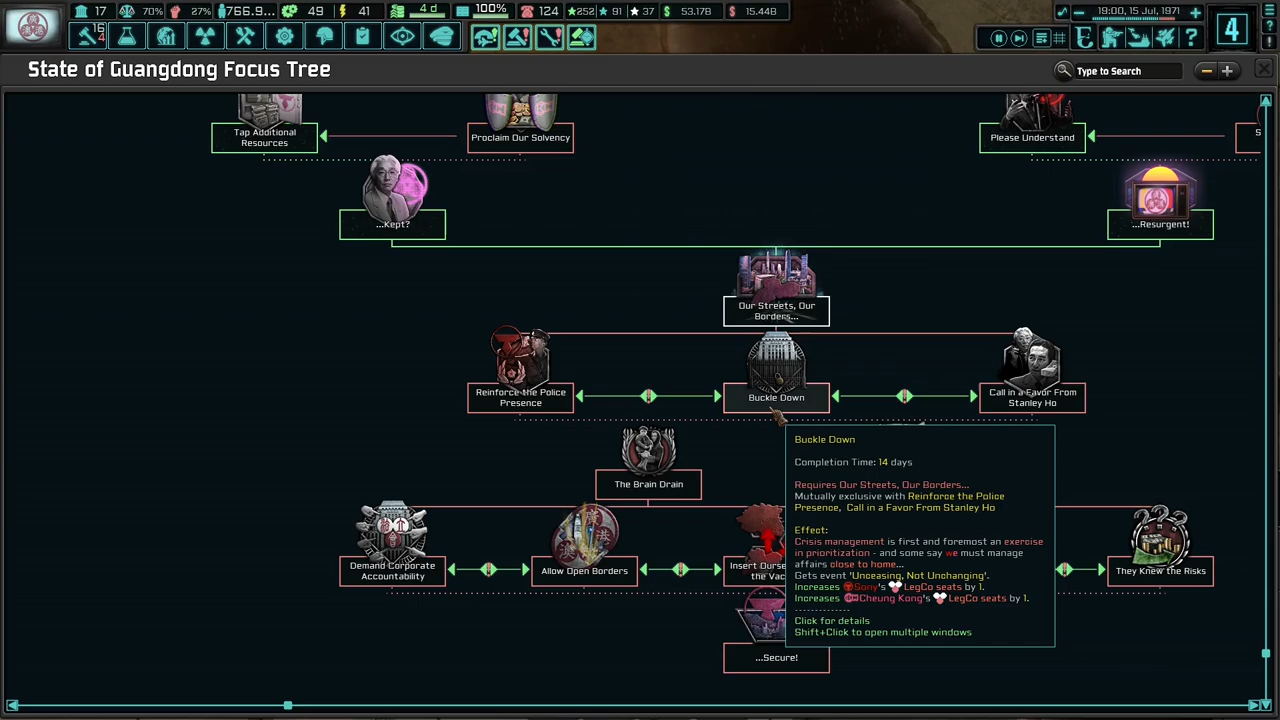 17 70% 27% 766.9... 49 41 4 d 100% 124 252 91 37 $ 53.17B $ 15.44B 19:00, 15 Jul, 1971
16
4
4
State of Guangdong Focus Tree
Type to Search
Tap Additional
Resources
Proclaim Our Solvency
Please Understand
S
...Kept?
...Resurgent!
Our Streets, Our
Borders...
Reinforce the Police
Presence
Buckle Down
Call in a Favor From
Stanley Ho
The Brain Drain
Demand Corporate
Accountability
Allow Open Borders
Insert Ourse
the Vac
They Knew the Risks
...Secure!
Buckle Down
Completion Time: 14 days
Requires Our Streets, Our Borders...
Mutually exclusive with Reinforce the Police
Presence, Call in a Favor From Stanley Ho
Effect:
Crisis management is first and foremost an exercise
in prioritization - and some say we must manage
affairs close to home...
Gets event 'Unceasing, Not Unchanging'.
Increases Sony's LegCo seats by 1.
Increases Cheung Kong's LegCo seats by 1.
--------------
Click for details
Shift+Click to open multiple windows